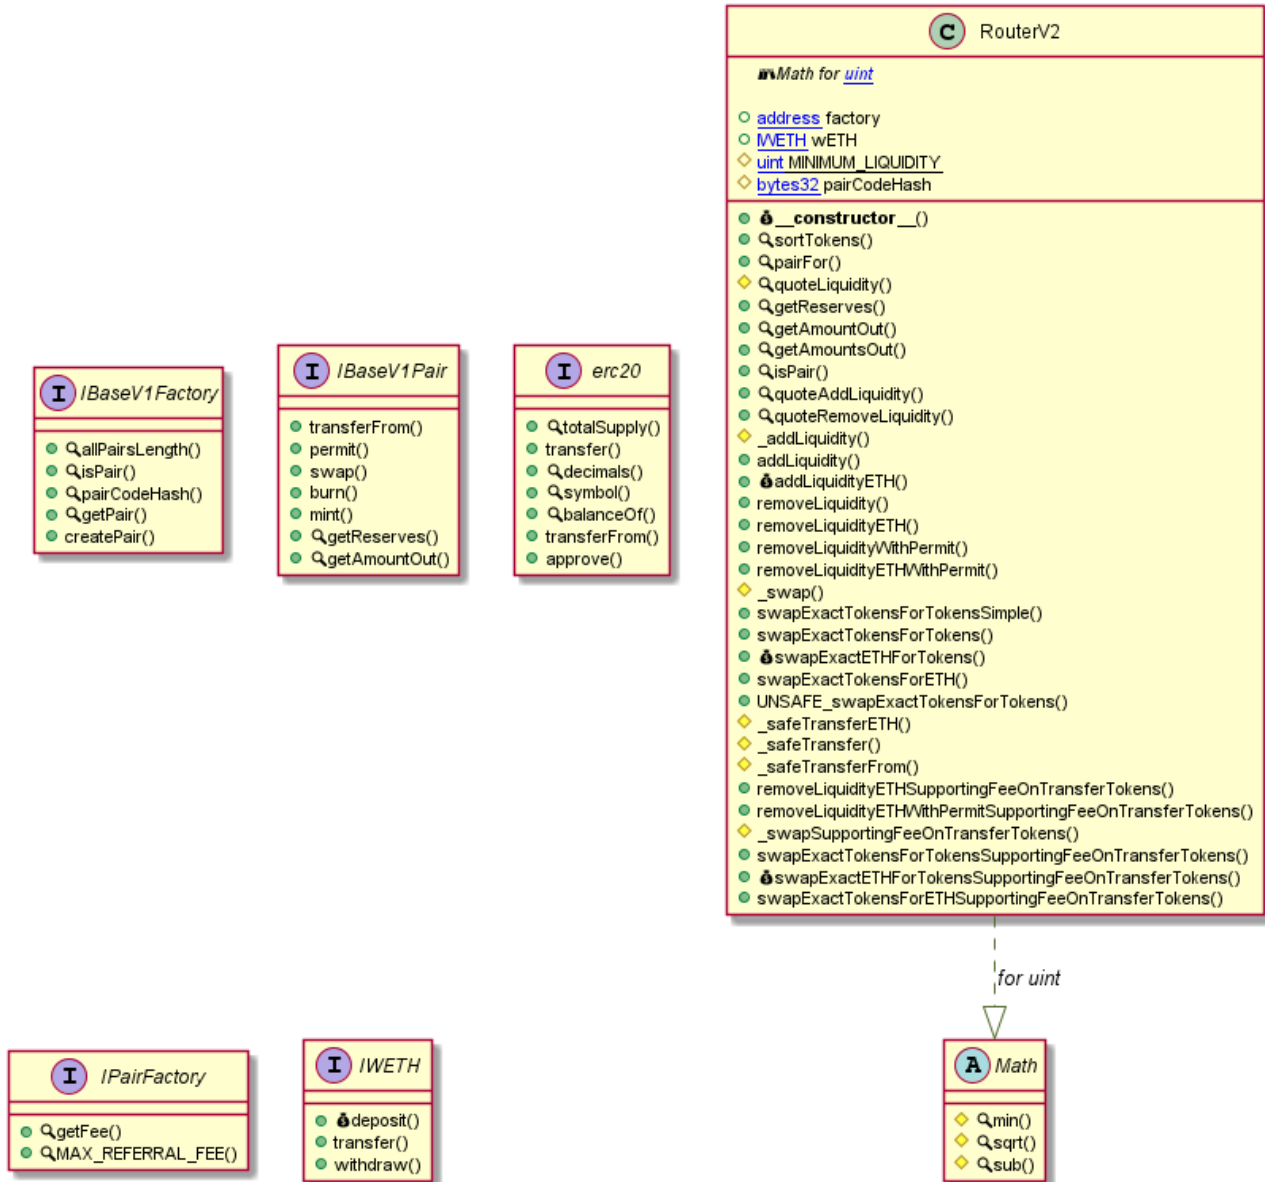 C RouterV2
Math for uint
address factory
IWETH wETH
uint MINIMUM_LIQUIDITY
bytes32 pairCodeHash
__constructor__()
sortTokens()
pairFor()
quoteLiquidity()
getReserves()
getAmountOut()
getAmountsOut()
isPair()
quoteAddLiquidity()
quoteRemoveLiquidity()
_addLiquidity()
addLiquidity()
addLiquidityETH()
removeLiquidity()
removeLiquidityETH()
removeLiquidityWithPermit()
removeLiquidityETHWithPermit()
_swap()
swapExactTokensForTokensSimple()
swapExactTokensForTokens()
swapExactETHForTokens()
swapExactTokensForETH()
UNSAFE_swapExactTokensForTokens()
_safeTransferETH()
_safeTransfer()
_safeTransferFrom()
removeLiquidityETHSupportingFeeOnTransferTokens()
removeLiquidityETHWithPermitSupportingFeeOnTransferTokens()
_swapSupportingFeeOnTransferTokens()
swapExactTokensForTokensSupportingFeeOnTransferTokens()
swapExactETHForTokensSupportingFeeOnTransferTokens()
swapExactTokensForETHSupportingFeeOnTransferTokens()
I IBaseV1Factory
allPairsLength()
isPair()
pairCodeHash()
getPair()
createPair()
I IBaseV1Pair
transferFrom()
permit()
swap()
burn()
mint()
getReserves()
getAmountOut()
I erc20
totalSupply()
transfer()
decimals()
symbol()
balanceOf()
transferFrom()
approve()
for uint
I IPairFactory
getFee()
MAX_REFERRAL_FEE()
I IWETH
deposit()
transfer()
withdraw()
A Math
min()
sqrt()
sub()